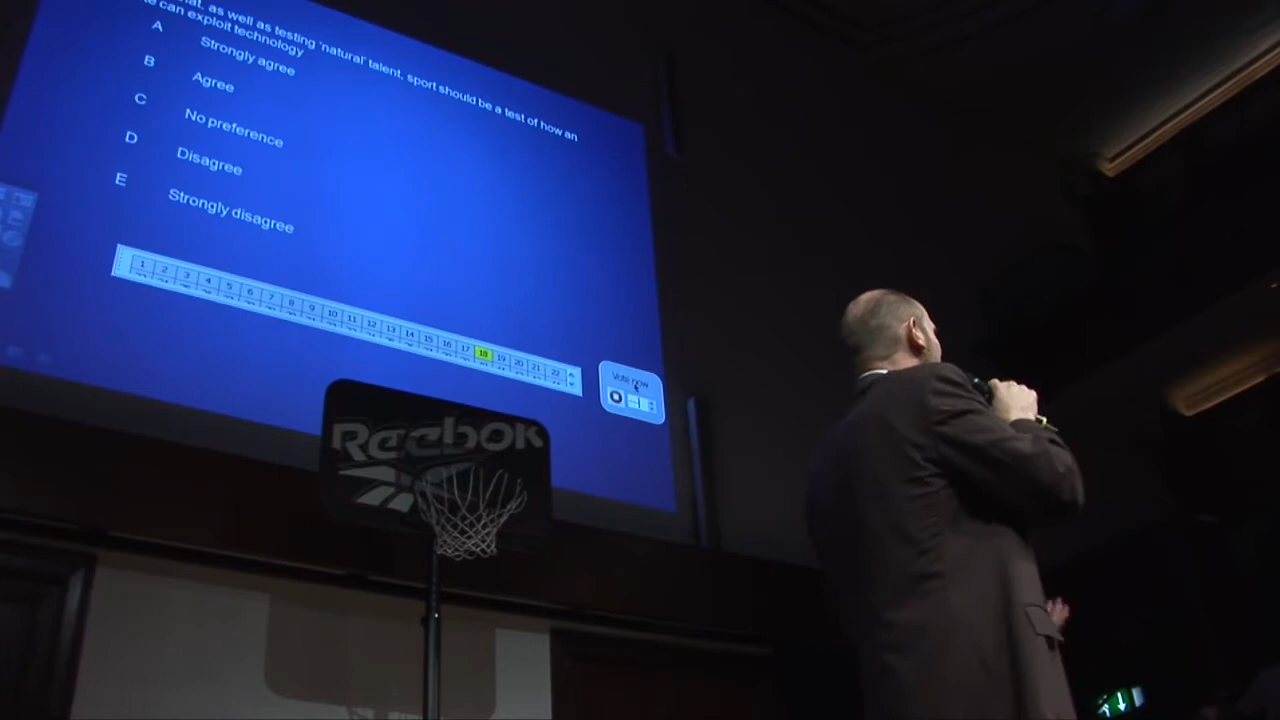 as well as testing 'natural' talent, sport should be a test of how an
can exploit technology
A Strongly agree
B Agree
C No preference
D Disagree
E Strongly disagree
1 2 3 4 5 6 7 8 9 10 11 12 13 14 15 16 17 18 19 20 21 22
Vote now
Reebok